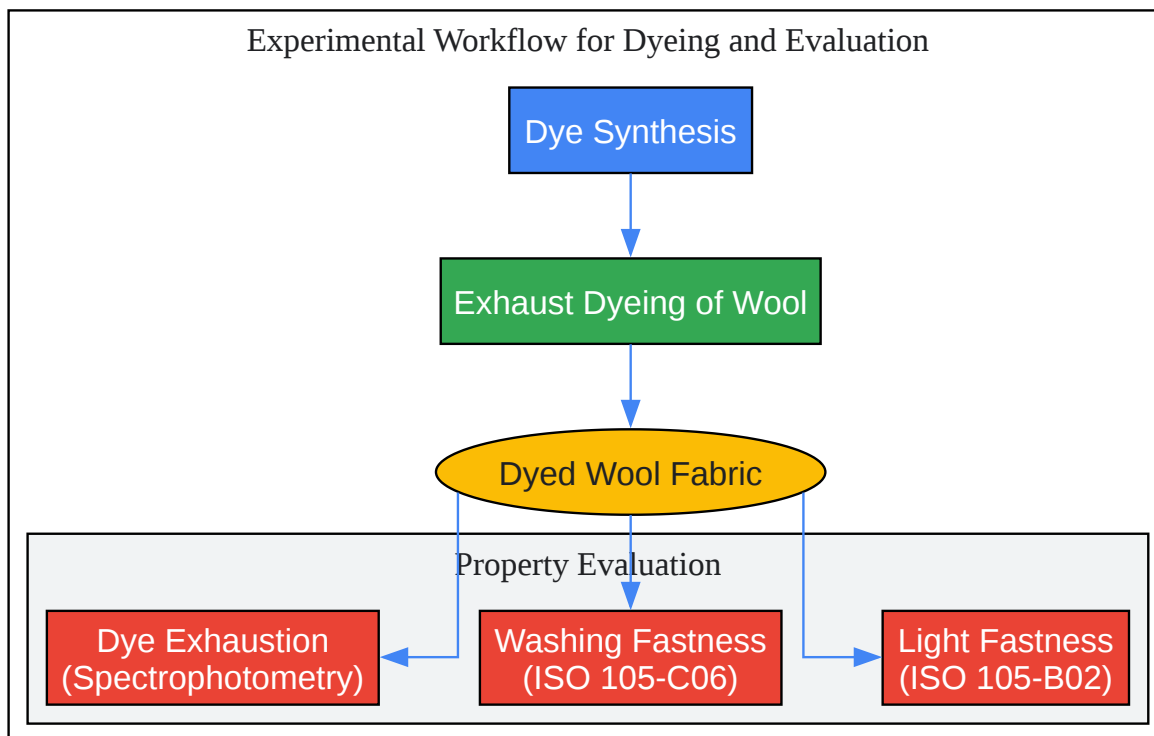 Experimental Workflow for Dyeing and Evaluation
Dye Synthesis
Exhaust Dyeing of Wool
Dyed Wool Fabric
Property Evaluation
Dye Exhaustion
(Spectrophotometry)
Washing Fastness
(ISO 105-C06)
Light Fastness
(ISO 105-B02)